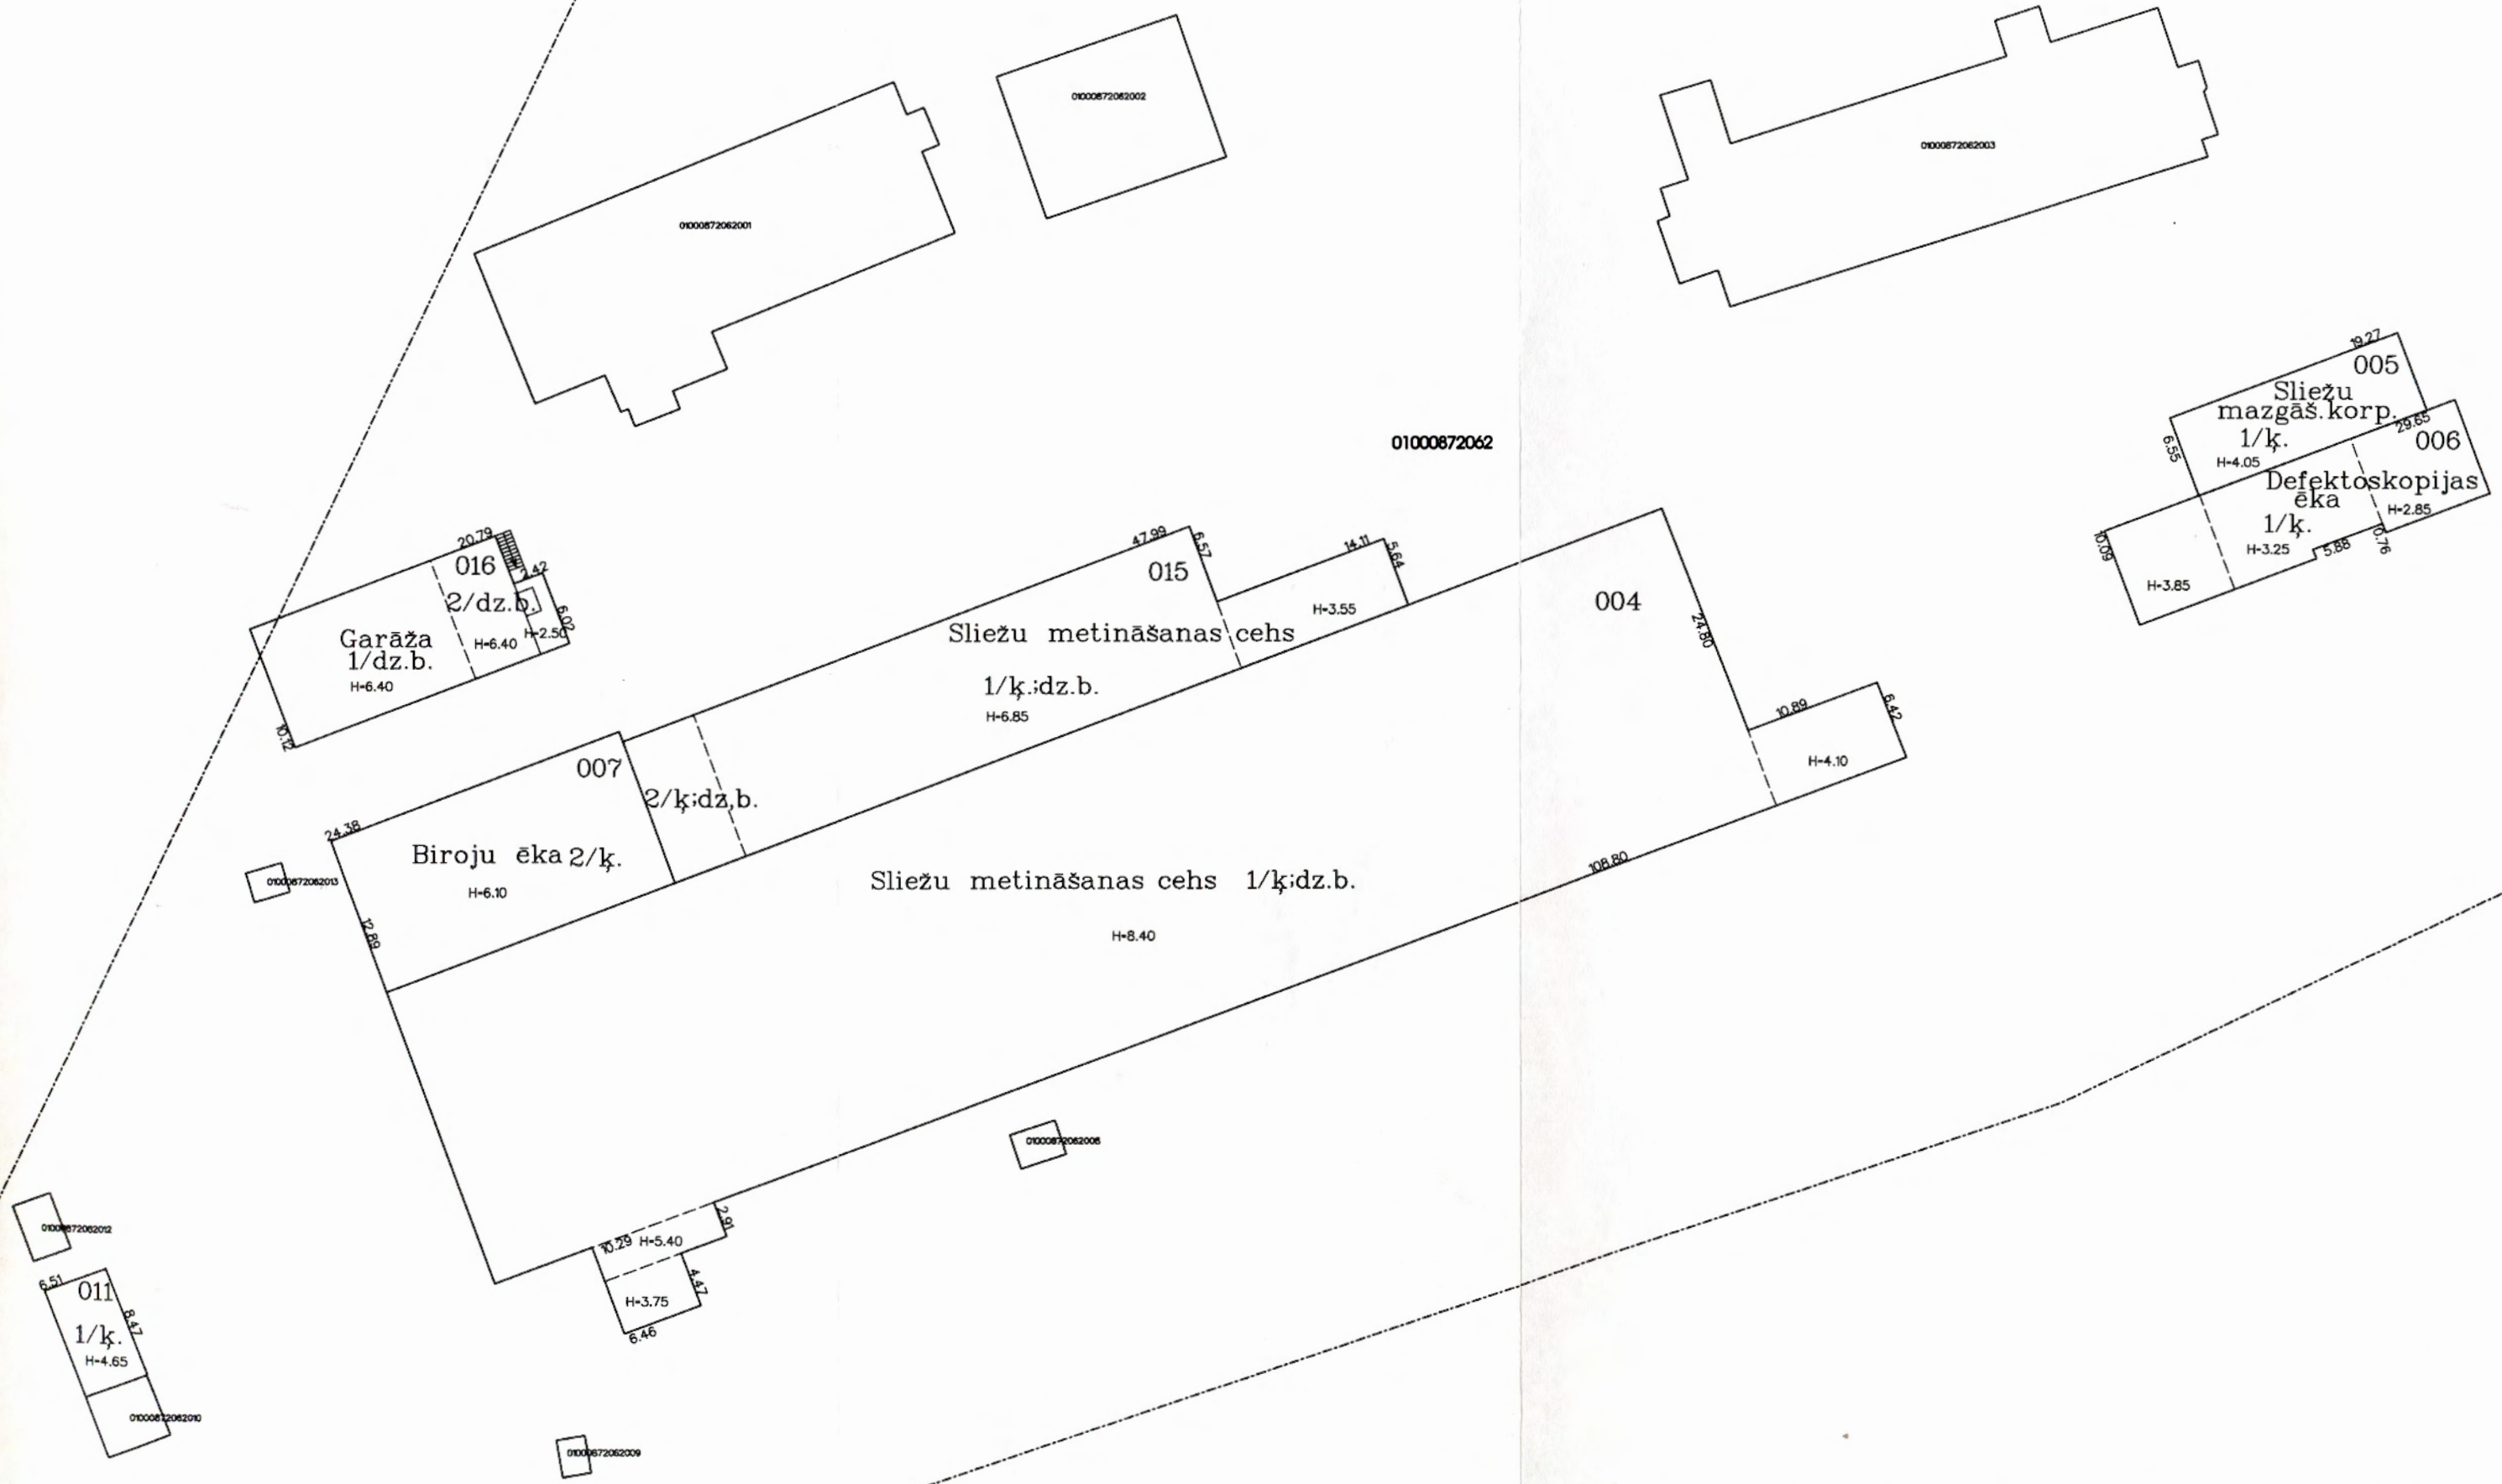 01000872062002
01000872062003
01000872062001
19.27
005
Sliežu
mazgāš.korp.
1/ķ.
6.55
H=4.05
29.65
006
Defektoskopijas
ēka
1/ķ.
H=2.85
H=3.25
5.88
10.09
H=3.85
01000872062
20.79
016
2.42
2/dz.b.
6.02
H=2.50
H=6.40
Garāža
1/dz.b.
H=6.40
10.12
47.99
6.57
015
14.11
5.64
H=3.55
Sliežu metināšanas cehs
1/ķ.;dz.b.
H=6.85
004
24.80
10.89
6.42
H=4.10
007
2/ķ;dz,b.
24.38
Biroju ēka 2/ķ.
H=6.10
12.89
01000872062013
108.80
Sliežu metināšanas cehs 1/ķ;dz.b.
H=8.40
01000872062008
2.91
10.29 H=5.40
4.47
H=3.75
6.46
01000872062012
6.51
011
8.47
1/ķ.
H=4.65
01000872062010
01000872062009